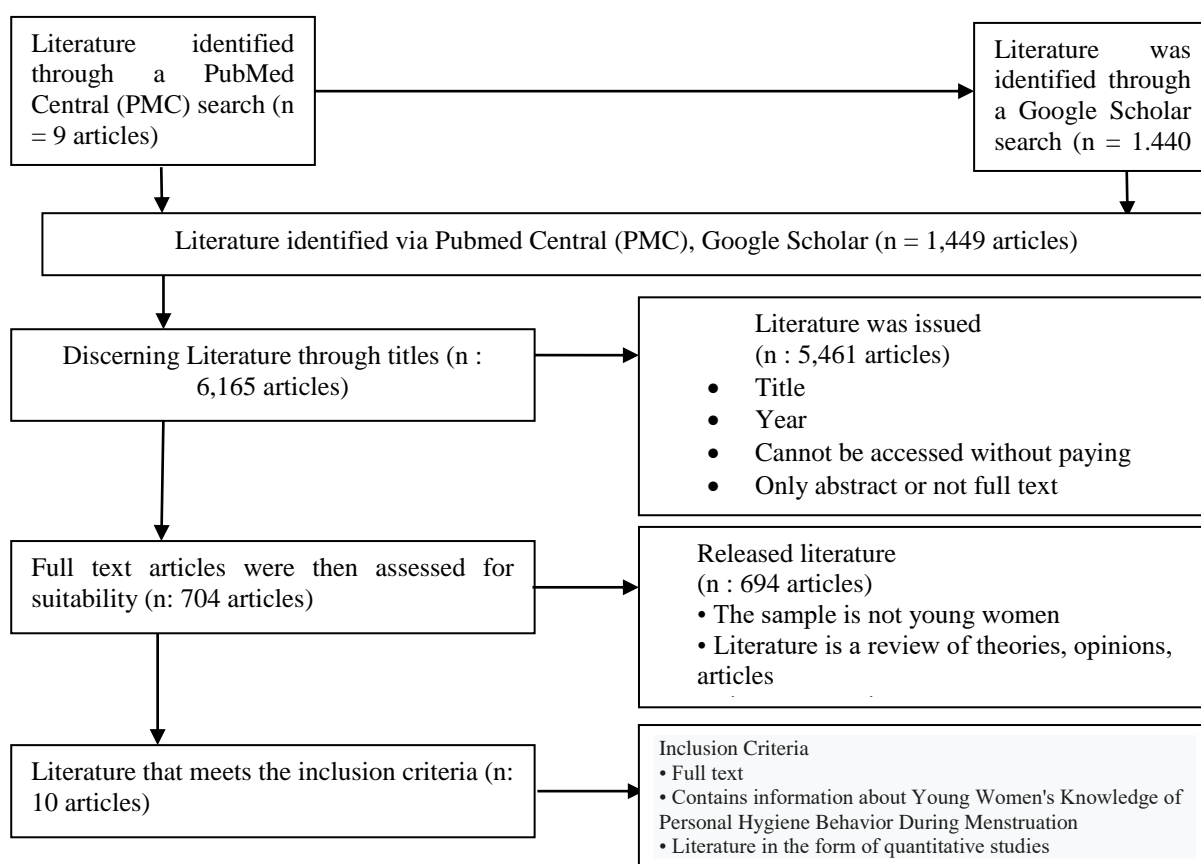 Literature identified
through a PubMed
Central (PMC) search (n
= 9 articles)
Literature was
identified through
a Google Scholar
search (n = 1.440
Literature identified via Pubmed Central (PMC), Google Scholar (n = 1,449 articles)
Discerning Literature through titles (n :
6,165 articles)
Literature was issued
(n : 5,461 articles)
• Title
• Year
• Cannot be accessed without paying
• Only abstract or not full text
Full text articles were then assessed for
suitability (n: 704 articles)
Released literature
(n : 694 articles)
• The sample is not young women
• Literature is a review of theories, opinions,
articles
Literature that meets the inclusion criteria (n:
10 articles)
Inclusion Criteria
• Full text
• Contains information about Young Women's Knowledge of
Personal Hygiene Behavior During Menstruation
• Literature in the form of quantitative studies